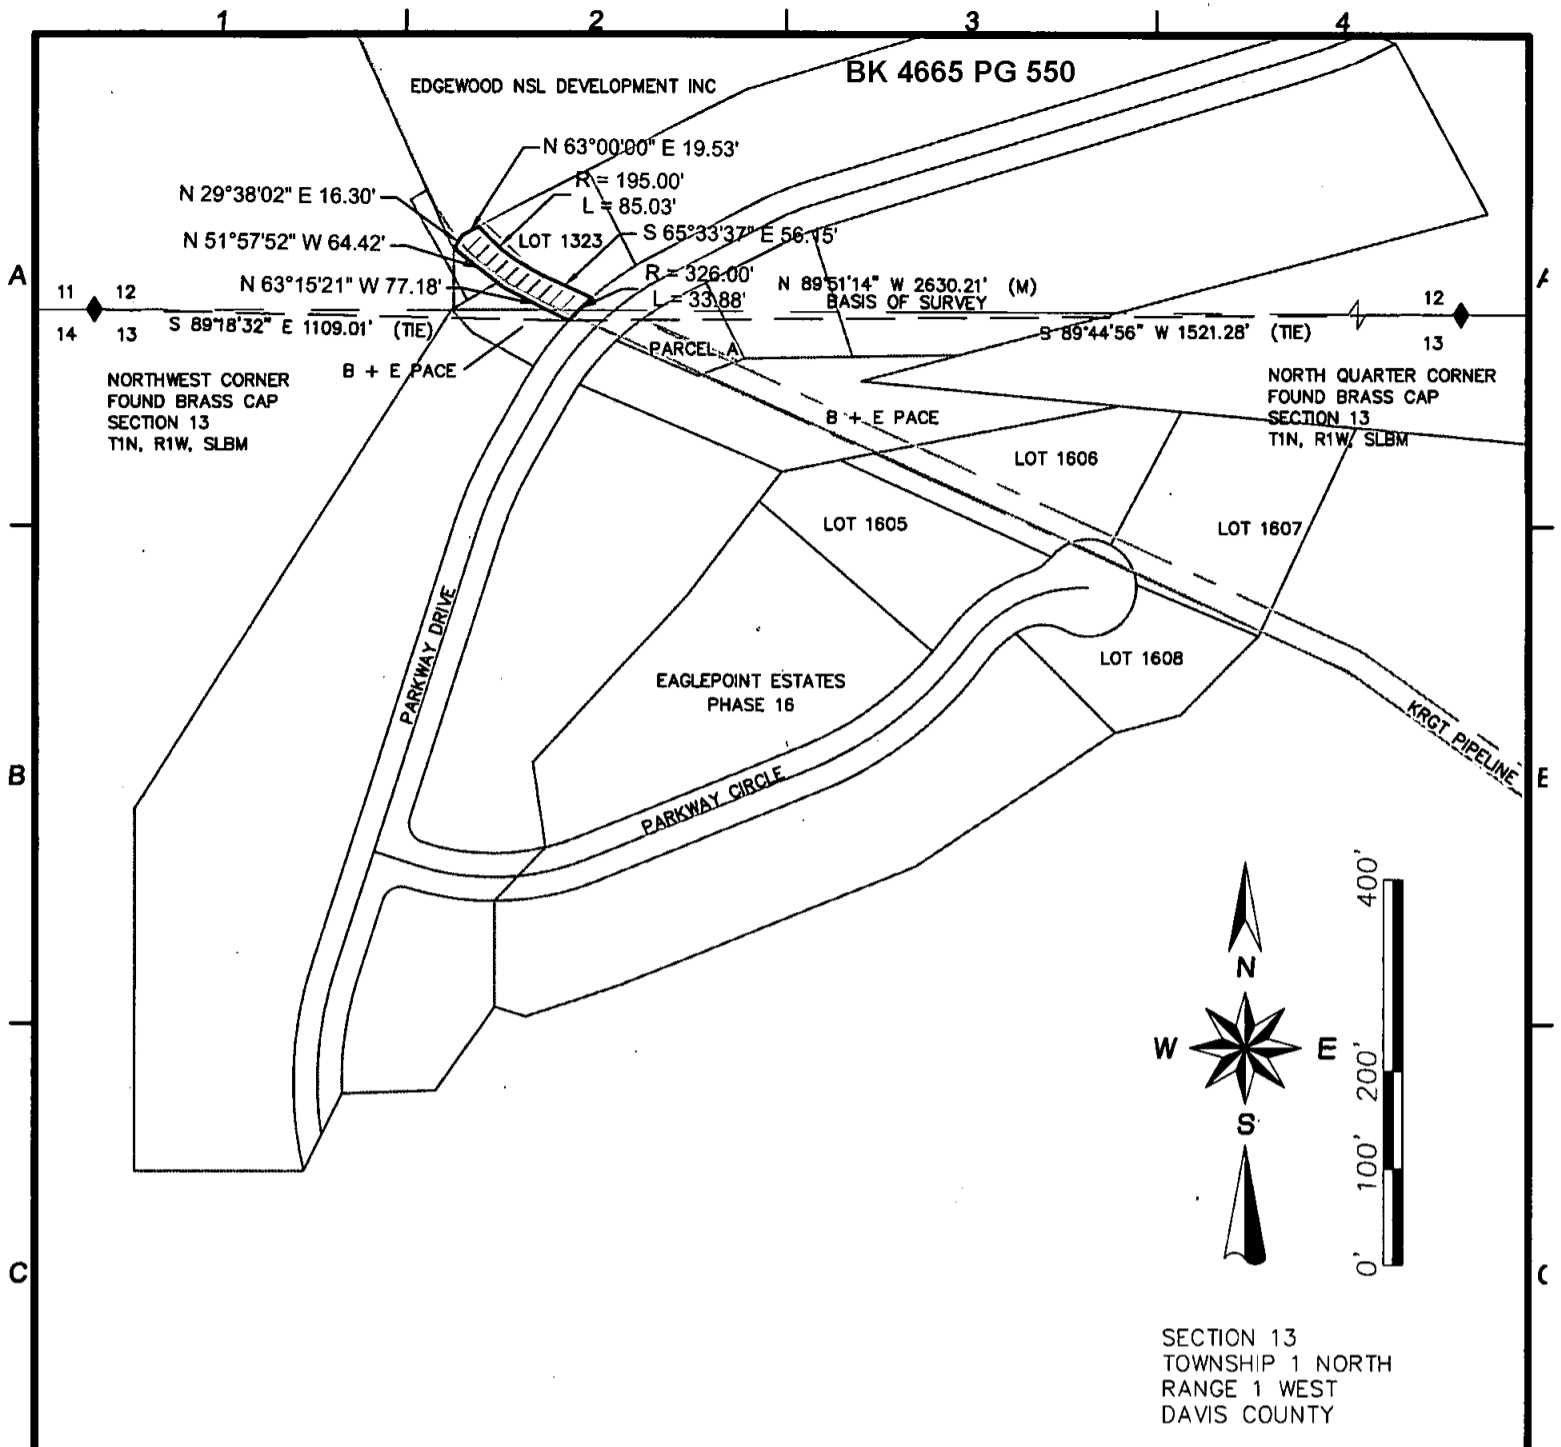 1 2 3 4
BK 4665 PG 550
EDGEWOOD NSL DEVELOPMENT INC
N 63°00'00" E 19.53'
R = 195.00'
L = 85.03'
N 29°38'02" E 16.30'
LOT 1323
S 65°33'37" E 56.15'
N 51°57'52" W 64.42'
R = 326.00'
L = 33.88'
N 63°15'21" W 77.18'
N 89°51'14" W 2630.21' (M)
BASIS OF SURVEY
A
11 12
14 13
12
13
S 89°18'32" E 1109.01' (TIE)
S 89°44'56" W 1521.28' (TIE)
PARCEL A
B + E PACE
NORTHWEST CORNER
FOUND BRASS CAP
SECTION 13
T1N, R1W, SLBM
NORTH QUARTER CORNER
FOUND BRASS CAP
SECTION 13
T1N, R1W, SLBM
B + E PACE
LOT 1606
LOT 1605
LOT 1607
PARKWAY DRIVE
LOT 1608
EAGLEPOINT ESTATES
PHASE 16
KRGT PIPELINE
B
PARKWAY CIRCLE
400'
200'
100'
0'
N
W E
S
C
SECTION 13
TOWNSHIP 1 NORTH
RANGE 1 WEST
DAVIS COUNTY